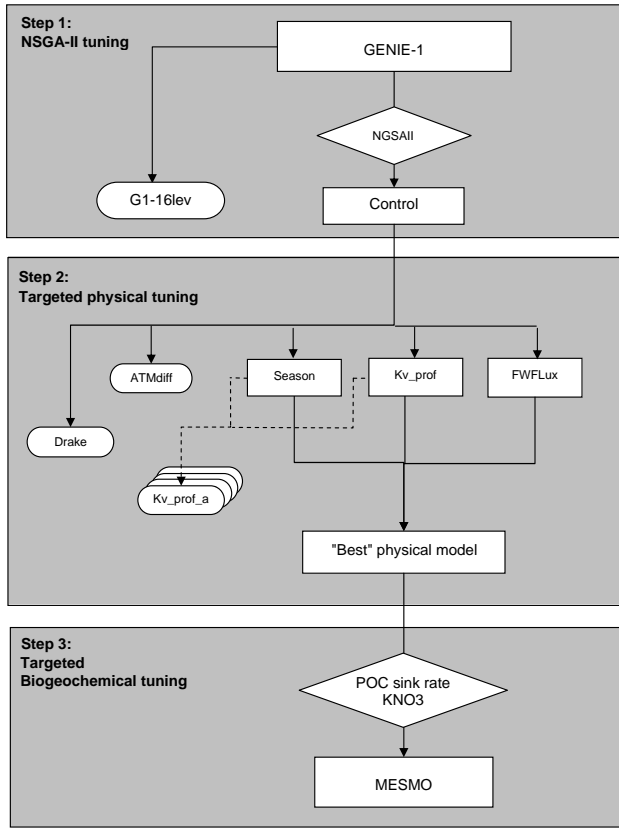 Step 1:
NSGA-II tuning
GENIE-1
NGSAII
G1-16lev
Control
Step 2:
Targeted physical tuning
ATMdiff
Season
Kv_prof
FWFLux
Drake
Kv_prof_a
"Best" physical model
Step 3:
Targeted
Biogeochemical tuning
POC sink rate
KNO3
MESMO